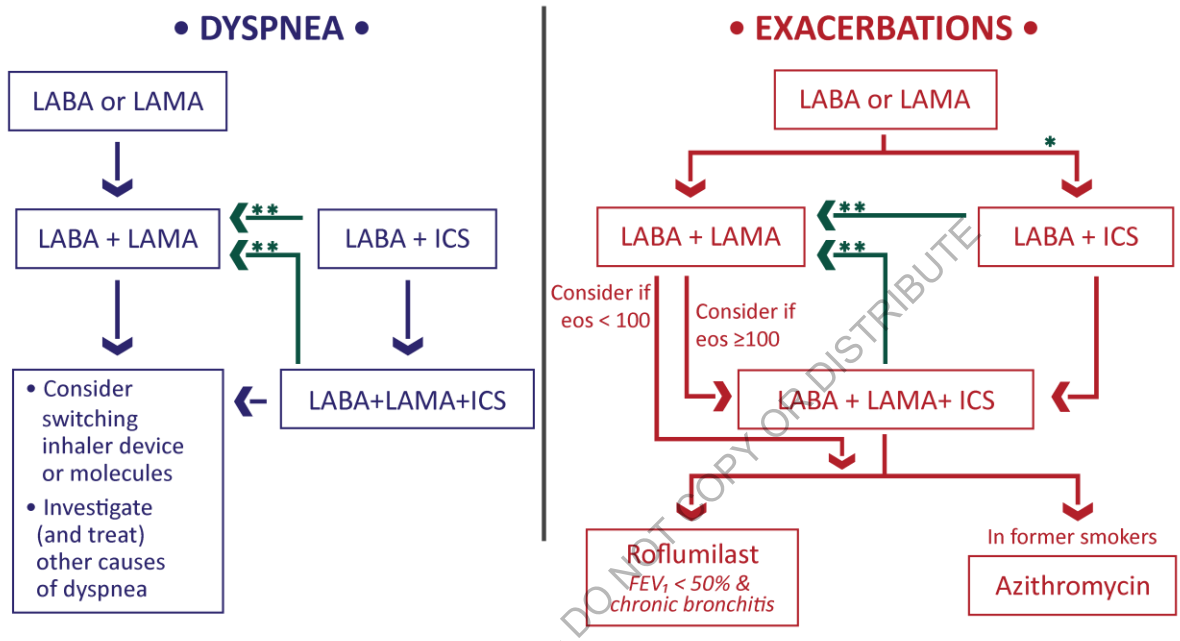 • DYSPNEA •
LABA or LAMA
LABA + LAMA
**
**
LABA + ICS
• Consider
switching
inhaler device
or molecules
• Investigate
(and treat)
other causes
of dyspnea
LABA+LAMA+ICS
• EXACERBATIONS •
LABA or LAMA
*
LABA + LAMA
**
**
LABA + ICS
Consider if
eos < 100
Consider if
eos ≥100
LABA + LAMA+ ICS
Roflumilast
FEV₁ < 50% &
chronic bronchitis
In former smokers
Azithromycin
DO NOT COPY OR DISTRIBUTE